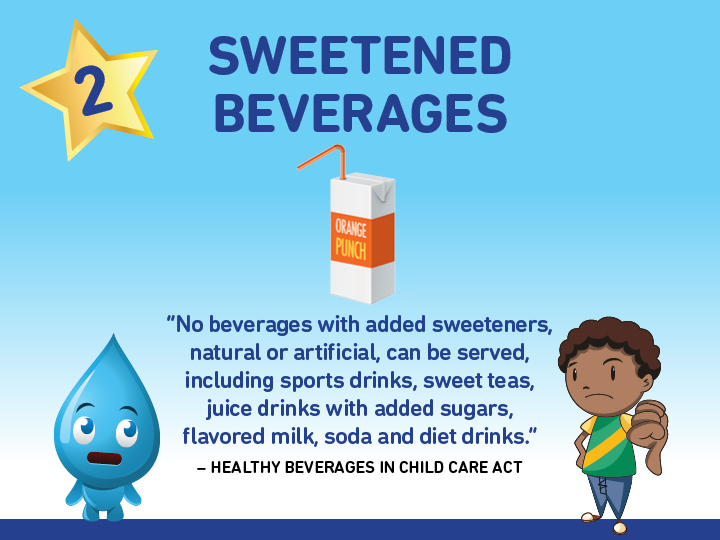 2
SWEETENED
BEVERAGES
ORANGE
PUNCH
"No beverages with added sweeteners,
natural or artificial, can be served,
including sports drinks, sweet teas,
juice drinks with added sugars,
flavored milk, soda and diet drinks."
– HEALTHY BEVERAGES IN CHILD CARE ACT